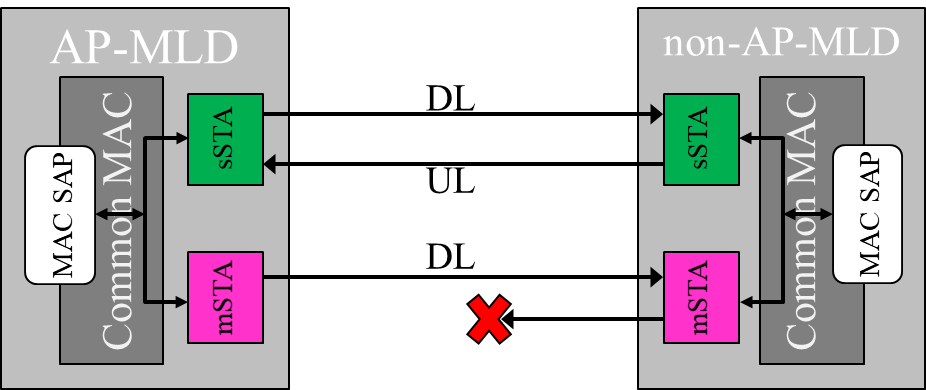 AP-MLD
non-AP-MLD
MAC SAP
Common MAC
sSTA
mSTA
DL
UL
DL
sSTA
mSTA
Common MAC
MAC SAP